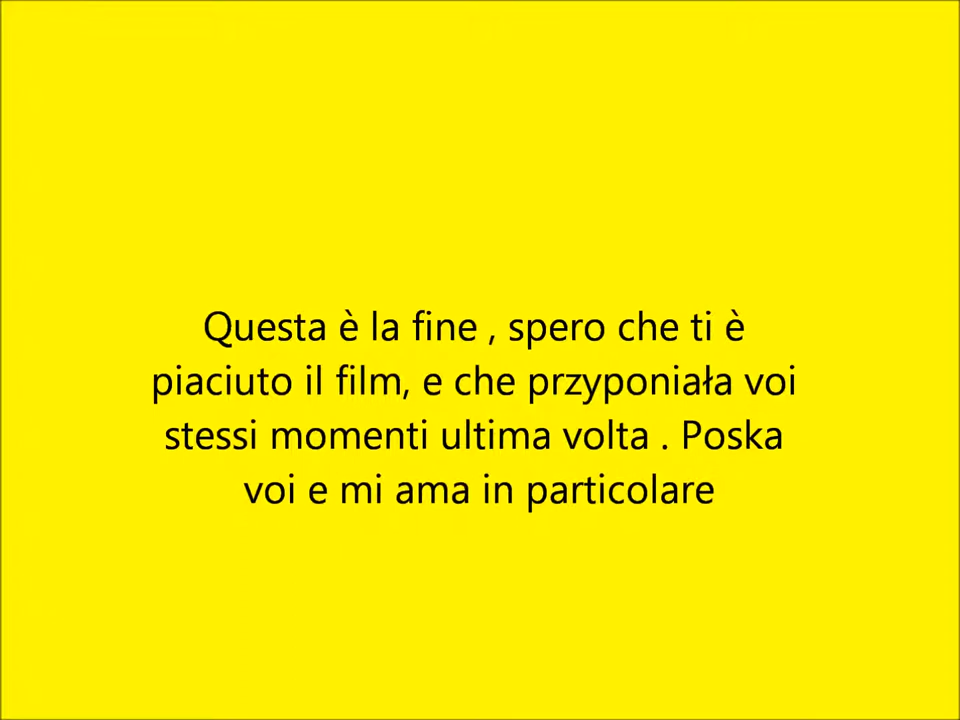 Questa è la fine , spero che ti è
piaciuto il film, e che przyponiała voi
stessi momenti ultima volta . Poska
voi e mi ama in particolare